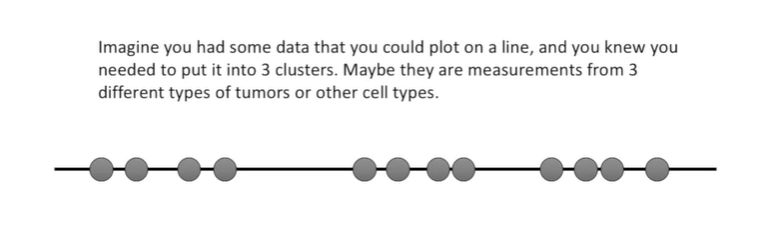 Imagine you had some data that you could plot on a line, and you knew you
needed to put it into 3 clusters. Maybe they are measurements from 3
different types of tumors or other cell types.